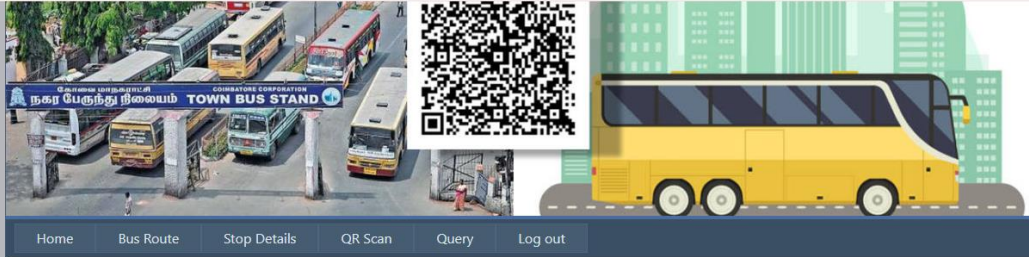 கோவை மாநகராட்சி COIMBATORE CORPORATION
நகர பேருந்து நிலையம் TOWN BUS STAND
Home Bus Route Stop Details QR Scan Query Log out